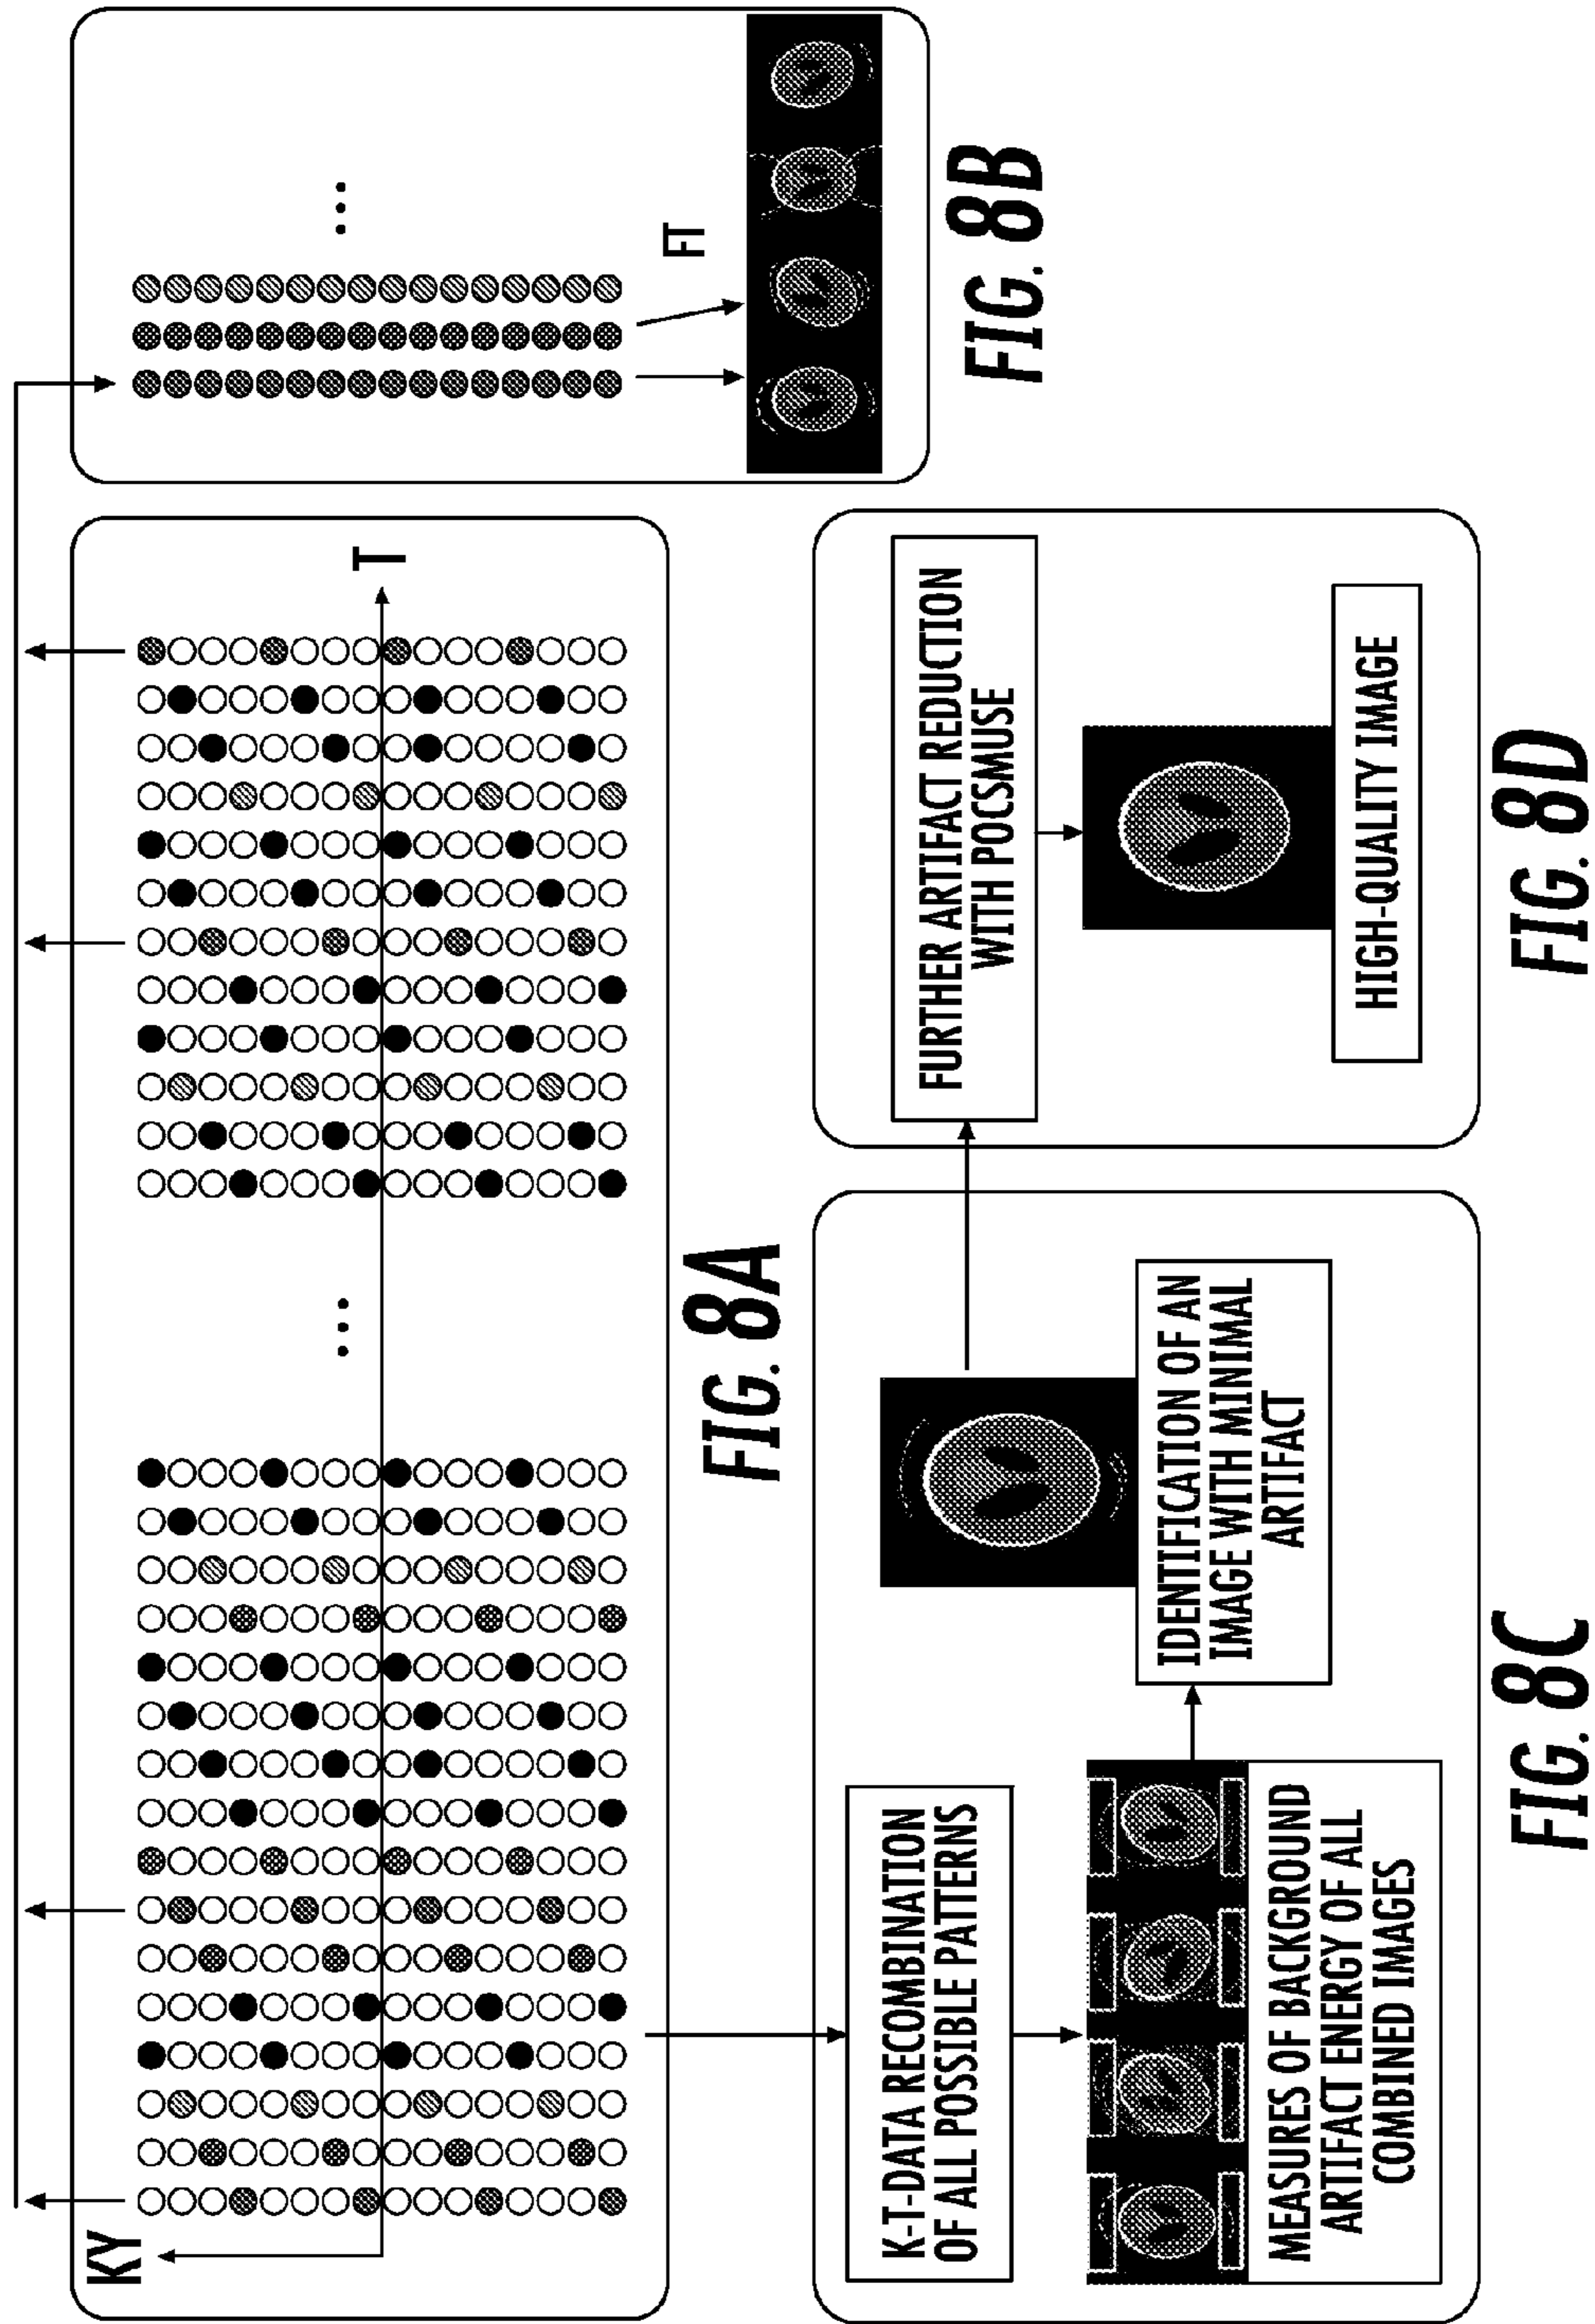 KY
T
...
...
FIG. 8A
FT
...
FIG. 8B
K-T-DATA RECOMBINATION
OF ALL POSSIBLE PATTERNS
MEASURES OF BACKGROUND
ARTIFACT ENERGY OF ALL
COMBINED IMAGES
IDENTIFICATION OF AN
IMAGE WITH MINIMAL
ARTIFACT
FIG. 8C
FURTHER ARTIFACT REDUCTION
WITH POCSMUSE
HIGH-QUALITY IMAGE
FIG. 8D